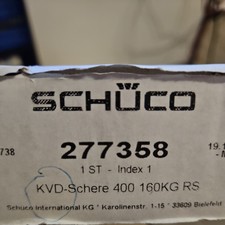 SCHÜCO
738 277358 19.1
1 ST - Index 1
KVD-Schere 400 160KG RS
Schüco International KG * Karolinenstr. 1-15 * 33609 Bielefeld